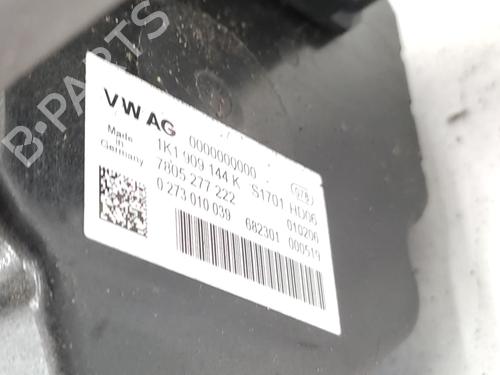 B-PARTS
VW AG 0000000000
Made in Germany 1K1 009 144 K S1701 HD06
7805 277 222 010206
0 273 010 039 682301 000519